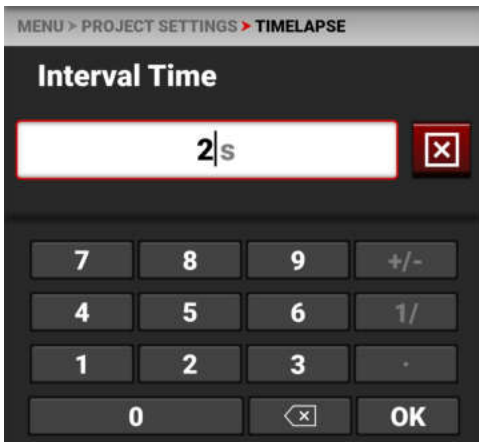 MENU > PROJECT SETTINGS > TIMELAPSE
Interval Time
2s
7 8 9 +/-
4 5 6 1/
1 2 3 .
0 OK